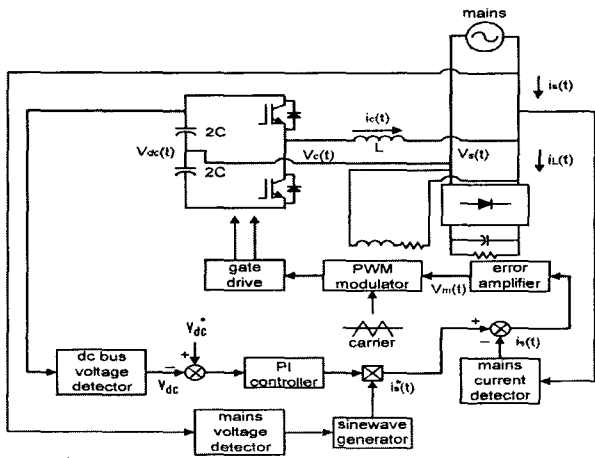 mains
is(t)
ic(t)
2C
L
Vdc(t)
Vc(t)
Vs(t)
iL(t)
2C
gate
drive
PWM
modulator
error
amplifier
Vm(t)
carrier
Vdc*
+
+
−
is(t)
dc bus
voltage
detector
−
Vdc
PI
controller
is*(t)
mains
current
detector
mains
voltage
detector
sinewave
generator